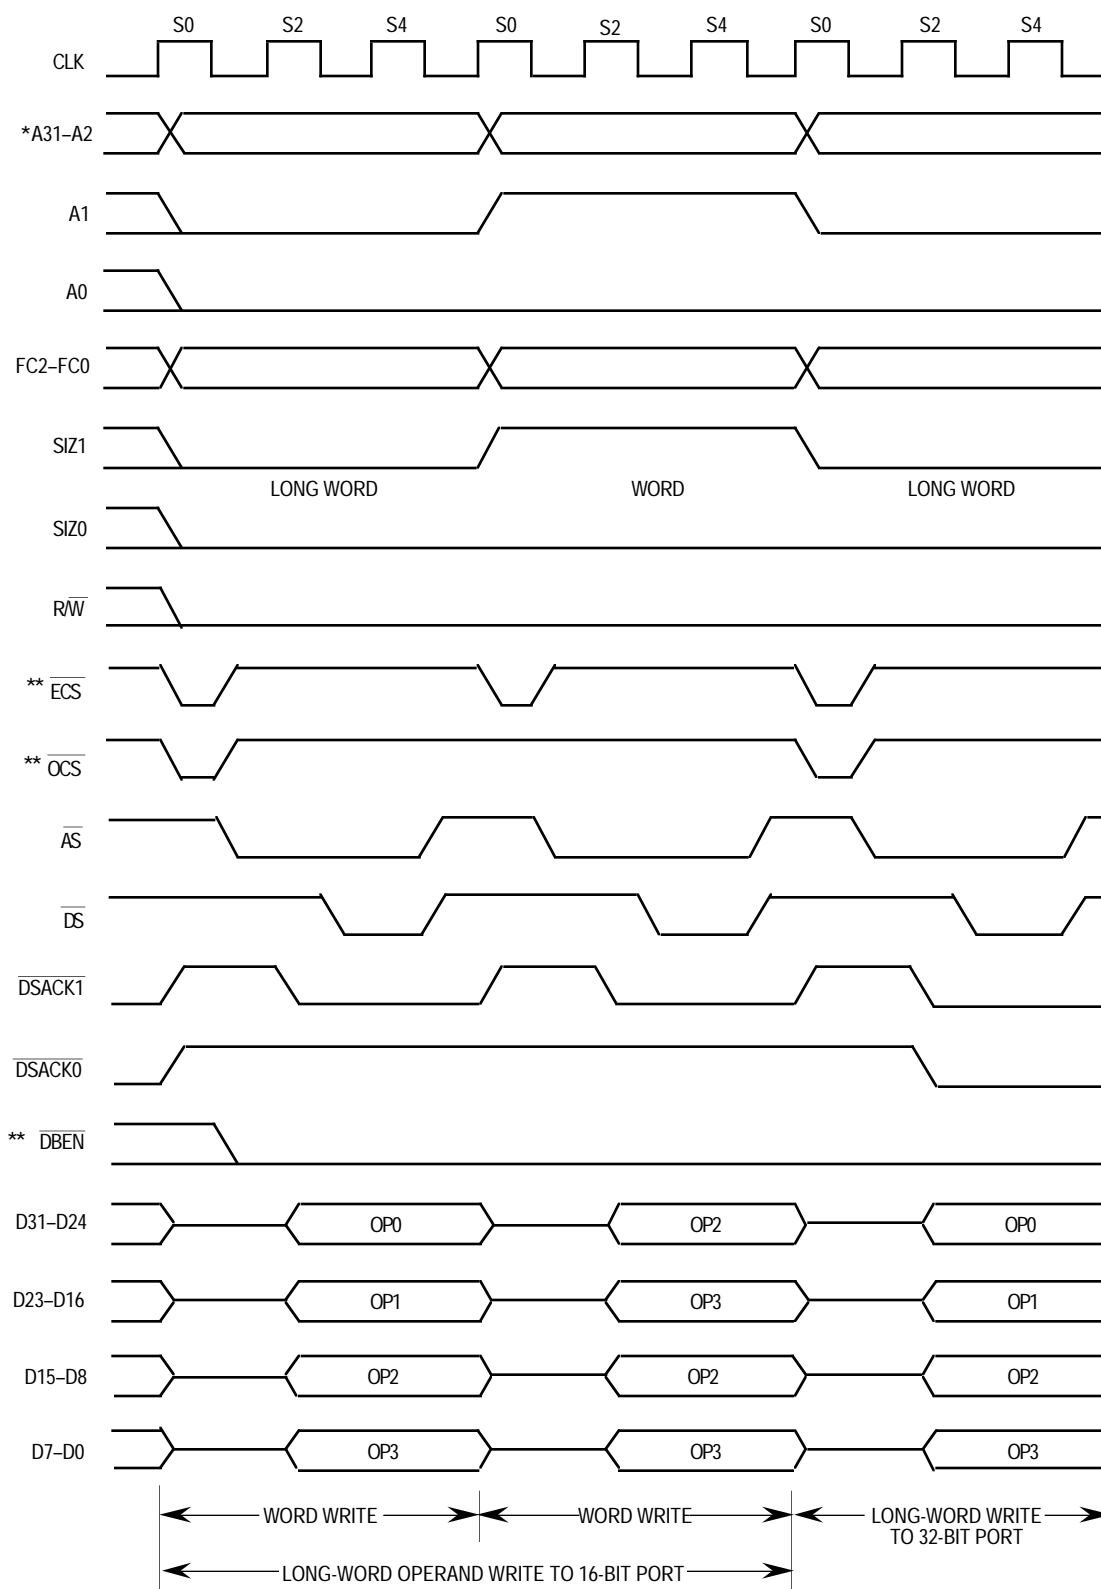 S0 S2 S4 S0 S2 S4 S0 S2 S4
CLK
*A31–A2
A1
A0
FC2–FC0
SIZ1
LONG WORD WORD LONG WORD
SIZ0
R/W
** ECS
** OCS
AS
DS
DSACK1
DSACK0
** DBEN
D31–D24 OP0 OP2 OP0
D23–D16 OP1 OP3 OP1
D15–D8 OP2 OP2 OP2
D7–D0 OP3 OP3 OP3
WORD WRITE WORD WRITE LONG-WORD WRITE
TO 32-BIT PORT
LONG-WORD OPERAND WRITE TO 16-BIT PORT